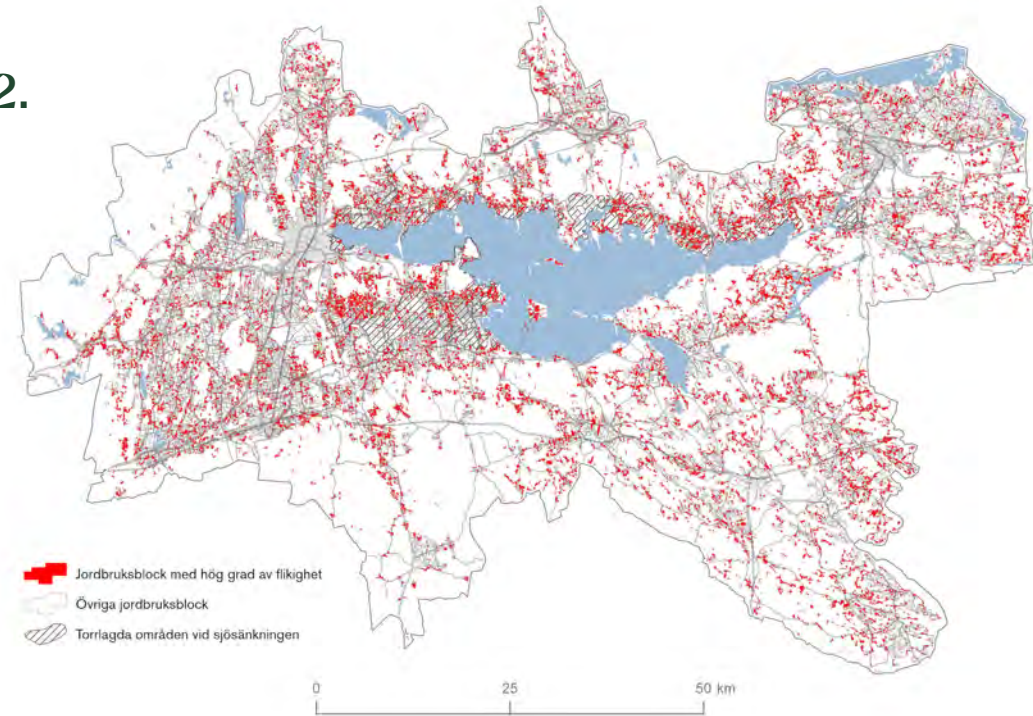 2.
Jordbruksblock med hög grad av flikighet
Övriga jordbruksblock
Torrlagda områden vid sjösänkningen
0 25 50 km